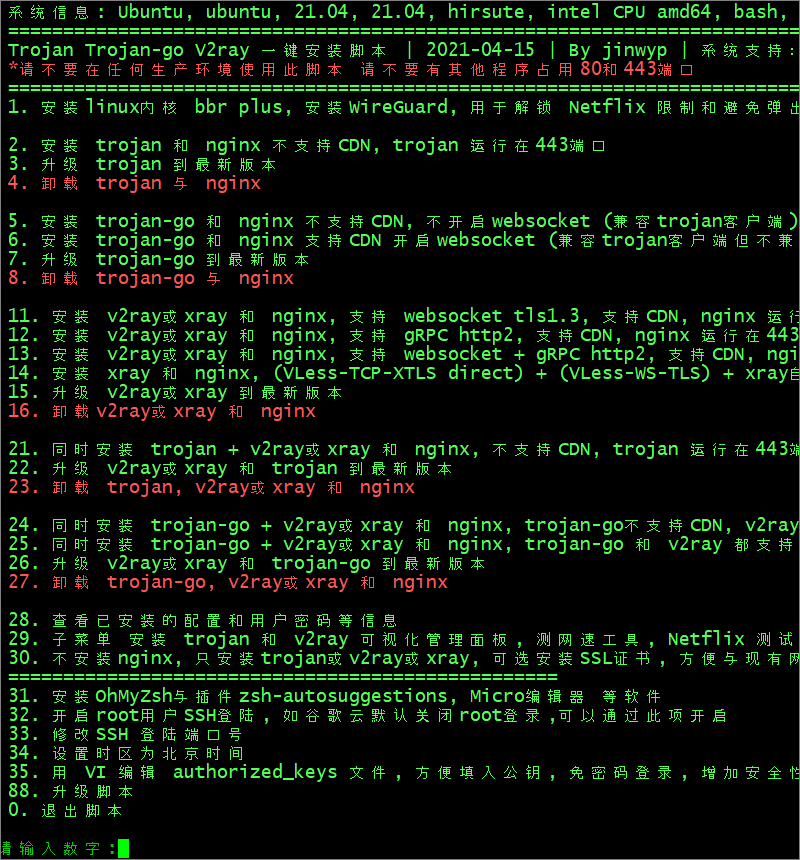 系统信息: Ubuntu, ubuntu, 21.04, 21.04, hirsute, intel CPU amd64, bash,
===================================================
Trojan Trojan-go V2ray 一键安装脚本 | 2021-04-15 | By jinwyp | 系统支持:
*请不要在任何生产环境使用此脚本 请不要有其他程序占用80和443端口
===================================================
1. 安装linux内核 bbr plus, 安装WireGuard, 用于解锁 Netflix 限制和避免弹出
2. 安装 trojan 和 nginx 不支持CDN, trojan 运行在443端口
3. 升级 trojan 到最新版本
4. 卸载 trojan 与 nginx
5. 安装 trojan-go 和 nginx 不支持CDN, 不开启websocket (兼容trojan客户端)
6. 安装 trojan-go 和 nginx 支持CDN 开启websocket (兼容trojan客户端但不兼
7. 升级 trojan-go 到最新版本
8. 卸载 trojan-go 与 nginx
11. 安装 v2ray或xray 和 nginx, 支持 websocket tls1.3, 支持CDN, nginx 运行
12. 安装 v2ray或xray 和 nginx, 支持 gRPC http2, 支持CDN, nginx 运行在44
13. 安装 v2ray或xray 和 nginx, 支持 websocket + gRPC http2, 支持CDN, ngi
14. 安装 xray 和 nginx, (VLess-TCP-XTLS direct) + (VLess-WS-TLS) + xray自
15. 升级 v2ray或xray 到最新版本
16. 卸载v2ray或xray 和 nginx
21. 同时安装 trojan + v2ray或xray 和 nginx, 不支持CDN, trojan 运行在443端
22. 升级 v2ray或xray 和 trojan 到最新版本
23. 卸载 trojan, v2ray或xray 和 nginx
24. 同时安装 trojan-go + v2ray或xray 和 nginx, trojan-go不支持CDN, v2ray
25. 同时安装 trojan-go + v2ray或xray 和 nginx, trojan-go 和 v2ray 都支持
26. 升级 v2ray或xray 和 trojan-go 到最新版本
27. 卸载 trojan-go, v2ray或xray 和 nginx
28. 查看已安装的配置和用户密码等信息
29. 子菜单 安装 trojan 和 v2ray 可视化管理面板, 测网速工具, Netflix 测试
30. 不安装nginx, 只安装trojan或v2ray或xray, 可选安装SSL证书, 方便与现有网
===================================================
31. 安装OhMyZsh与插件zsh-autosuggestions, Micro编辑器 等软件
32. 开启root用户SSH登陆, 如谷歌云默认关闭root登录,可以通过此项开启
33. 修改SSH 登陆端口号
34. 设置时区为北京时间
35. 用 VI 编辑 authorized_keys 文件, 方便填入公钥, 免密码登录, 增加安全性
88. 升级脚本
0. 退出脚本
请输入数字: